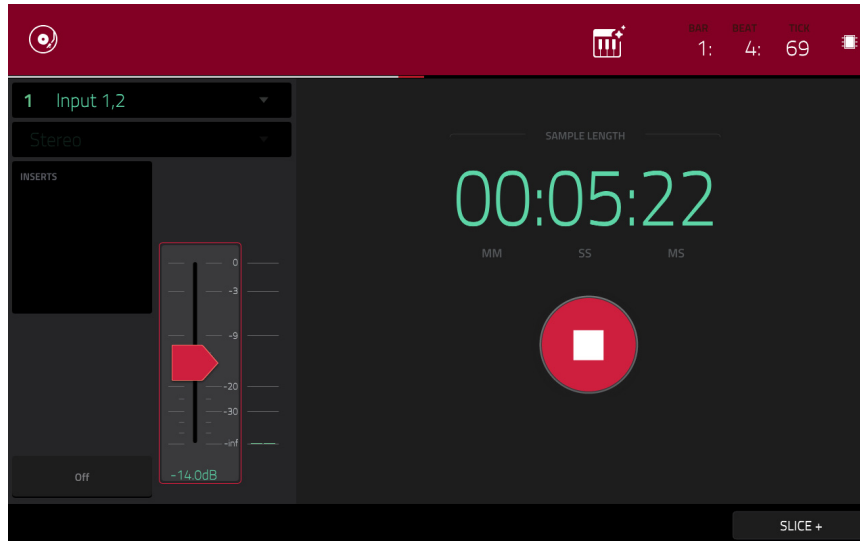 BAR BEAT TICK
1: 4: 69
1 Input 1,2
Stereo
INSERTS
SAMPLE LENGTH
00:05:22
MM SS MS
0
-3
-9
-20
-30
-inf
Off
-14.0dB
SLICE +